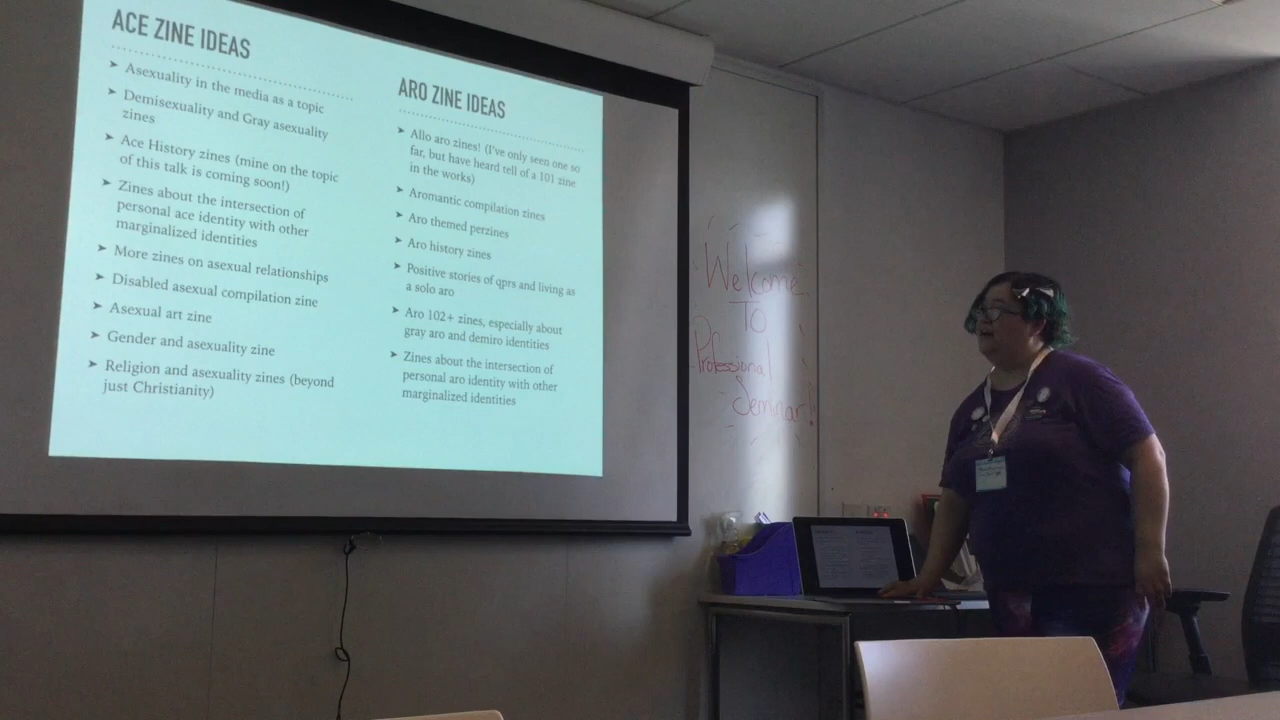 ACE ZINE IDEAS
➤ Asexuality in the media as a topic
➤ Demisexuality and Gray asexuality
zines
➤ Ace History zines (mine on the topic
of this talk is coming soon!)
➤ Zines about the intersection of
personal ace identity with other
marginalized identities
➤ More zines on asexual relationships
➤ Disabled asexual compilation zine
➤ Asexual art zine
➤ Gender and asexuality zine
➤ Religion and asexuality zines (beyond
just Christianity)
ARO ZINE IDEAS
➤ Allo aro zines! (I've only seen one so
far, but have heard tell of a 101 zine
in the works)
➤ Aromantic compilation zines
➤ Aro themed perzines
➤ Aro history zines
➤ Positive stories of qprs and living as
a solo aro
➤ Aro 102+ zines, especially about
gray aro and demiro identities
➤ Zines about the intersection of
personal aro identity with other
marginalized identities
Welcome
To
Professional
Seminar!